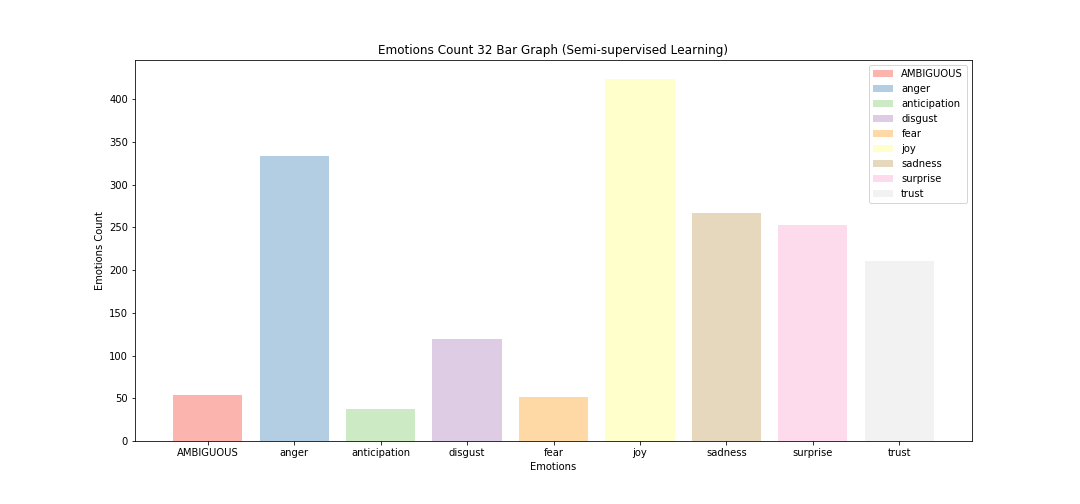 Emotions Count 32 Bar Graph (Semi-supervised Learning)
AMBIGUOUS
anger
anticipation
disgust
fear
joy
sadness
surprise
trust
400
350
300
250
200
150
100
50
0
Emotions Count
AMBIGUOUS anger anticipation disgust fear joy sadness surprise trust
Emotions